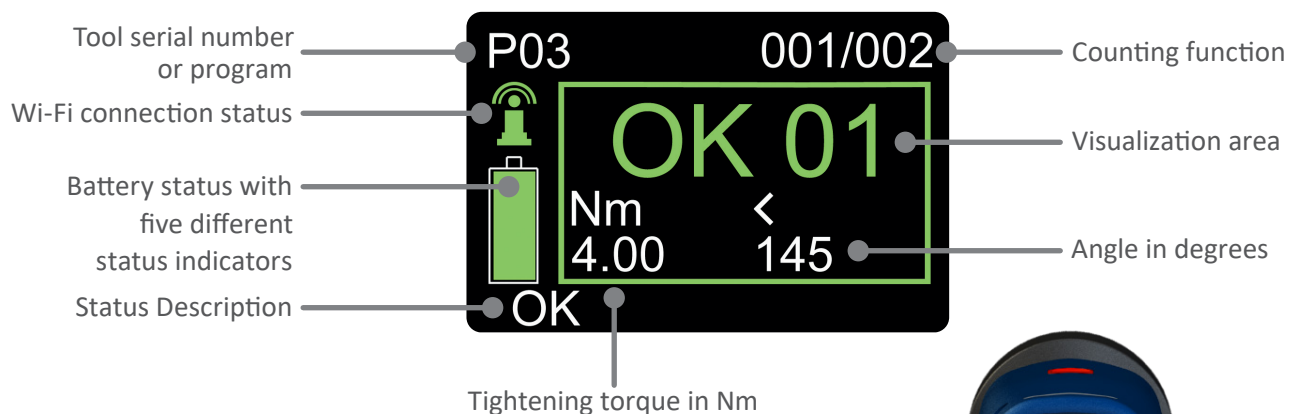 Tool serial number
or program
Wi-Fi connection status
Battery status with
five different
status indicators
Status Description
P03
001/002
OK 01
Nm <
4.00 145
OK
Counting function
Visualization area
Angle in degrees
Tightening torque in Nm